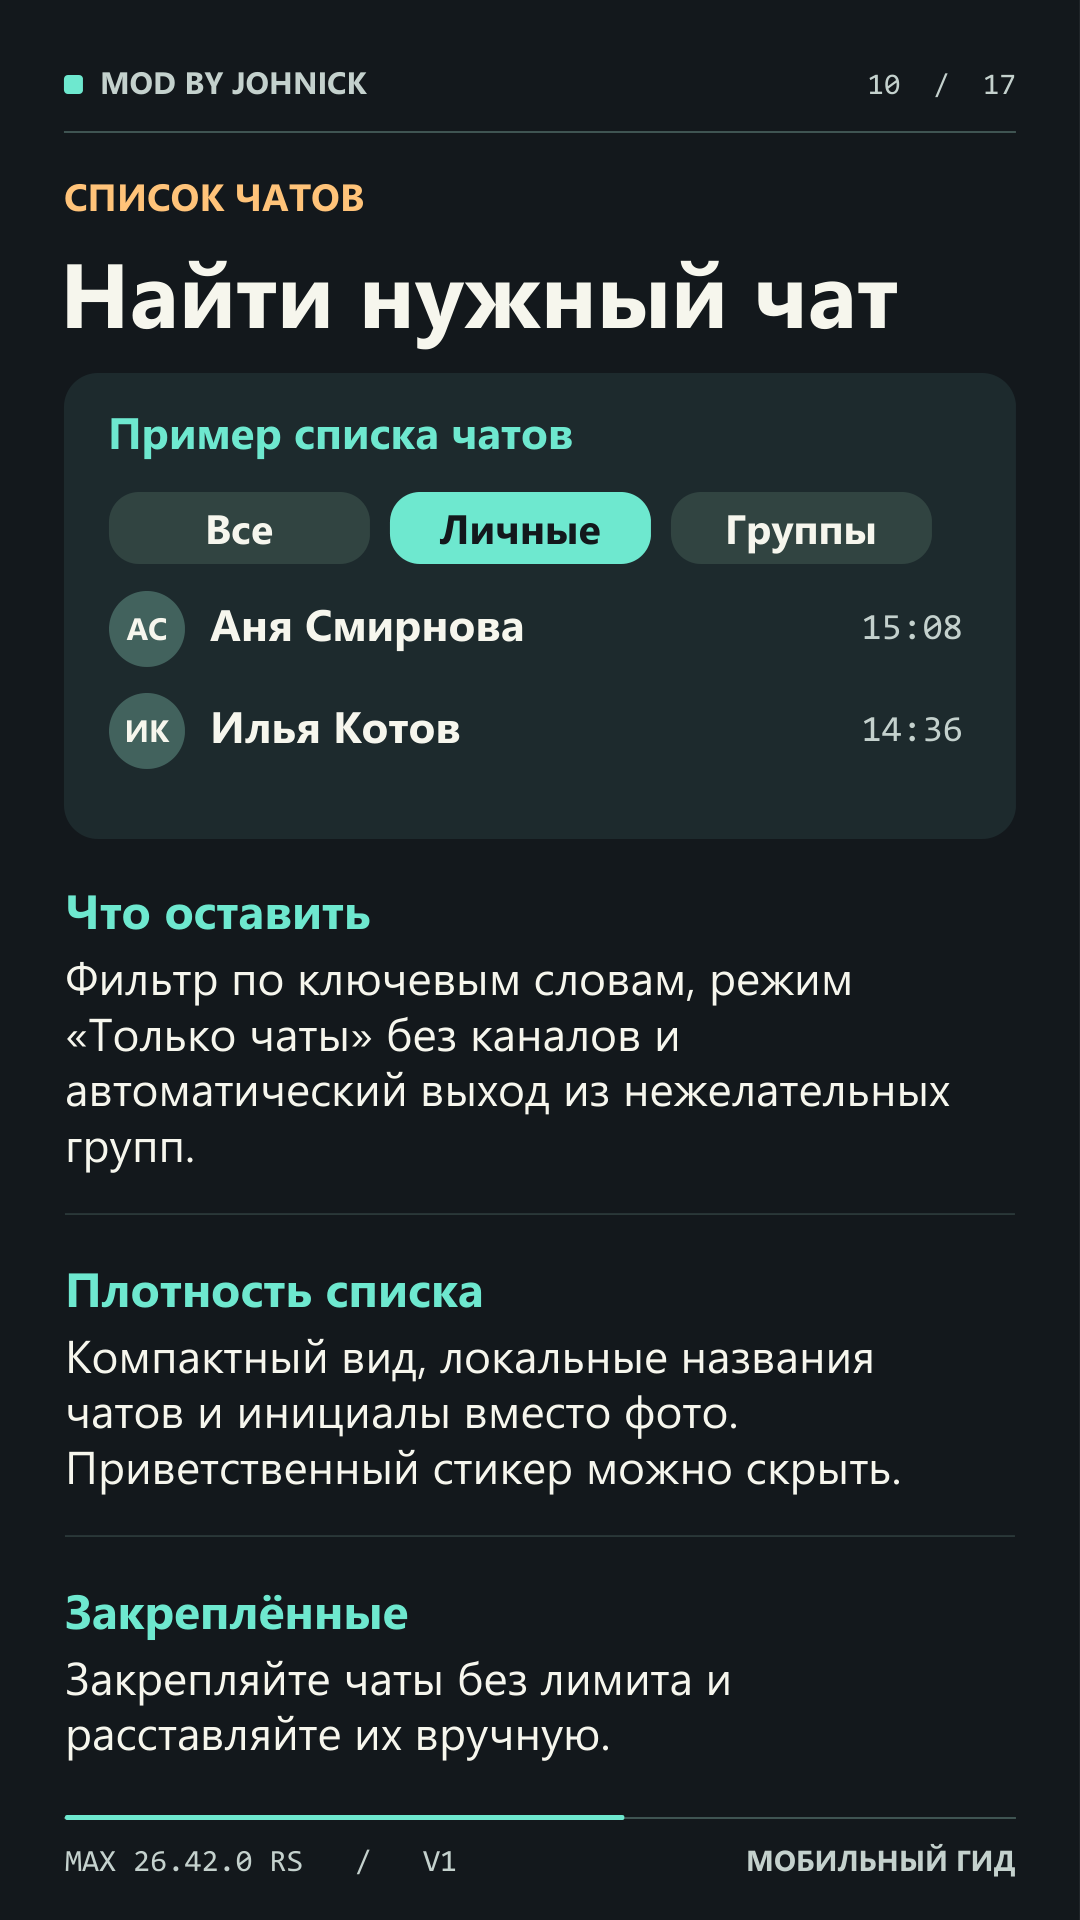 MOD BY JOHNICK
10 / 17
СПИСОК ЧАТОВ
Найти нужный чат
Пример списка чатов
Все Личные Группы
АС Аня Смирнова 15:08
ИК Илья Котов 14:36
Что оставить
Фильтр по ключевым словам, режим
«Только чаты» без каналов и
автоматический выход из нежелательных
групп.
Плотность списка
Компактный вид, локальные названия
чатов и инициалы вместо фото.
Приветственный стикер можно скрыть.
Закреплённые
Закрепляйте чаты без лимита и
расставляйте их вручную.
MAX 26.42.0 RS / V1
МОБИЛЬНЫЙ ГИД